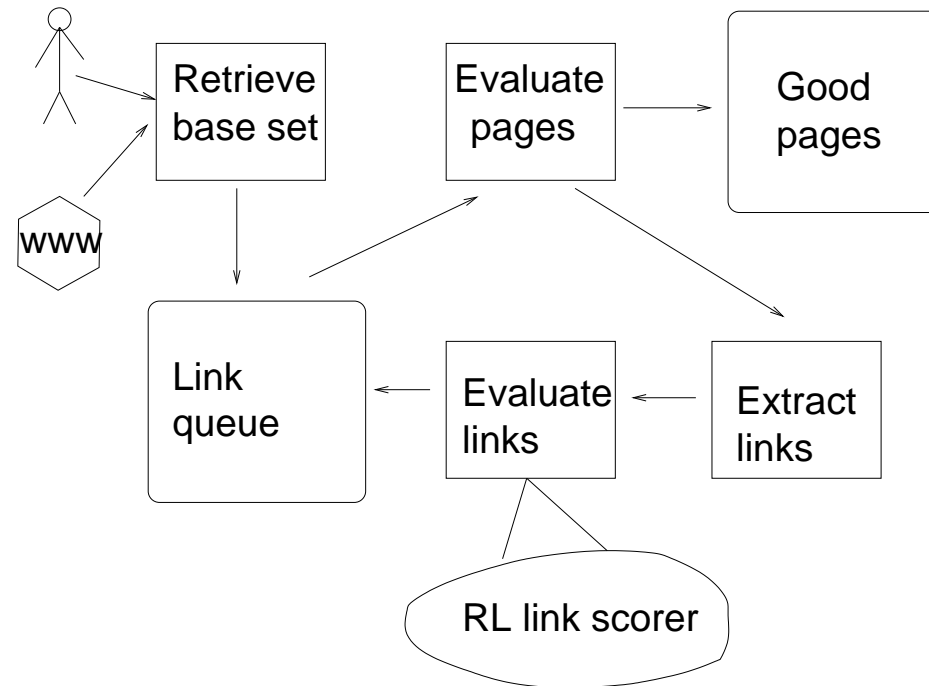 Retrieve
base set
Evaluate
pages
Good
pages
www
Link
queue
Evaluate
links
Extract
links
RL link scorer